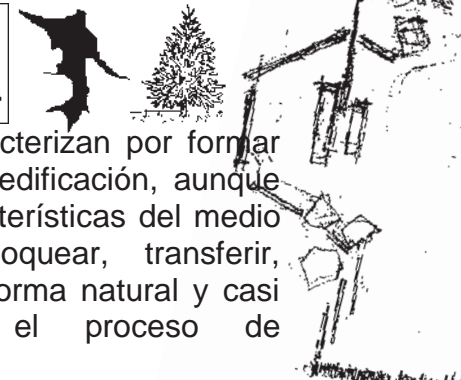 cterizan por formar
edificación, aunque
terísticas del medio
oquear, transferir,
orma natural y casi
el proceso de